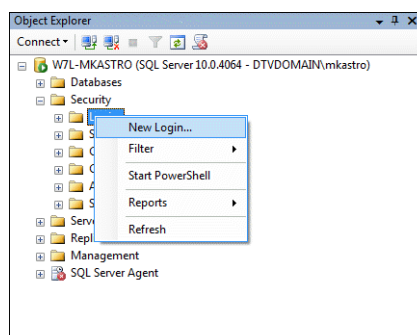 Object Explorer
Connect
W7L-MKASTRO (SQL Server 10.0.4064 - DTVDOMAIN\mkastro)
Databases
Security
New Login...
Filter
Start PowerShell
Reports
Refresh
Management
SQL Server Agent